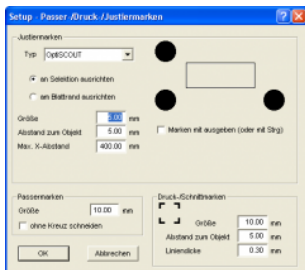 Setup - Passer-/Druck-/Justiermarken
Justiermarken
Typ OptiSCOUT
an Selektion ausrichten
am Blattrand ausrichten
Größe 5.00 mm
Abstand zum Objekt 5.00 mm
Max. X-Abstand 400.00 mm
Marken mit ausgeben (oder mit Strg)
Passermarken
Größe 10.00 mm
ohne Kreuz schneiden
Druck-/Schnittmarken
Größe 10.00 mm
Abstand zum Objekt 5.00 mm
Liniendicke 0.30 mm
OK Abbrechen